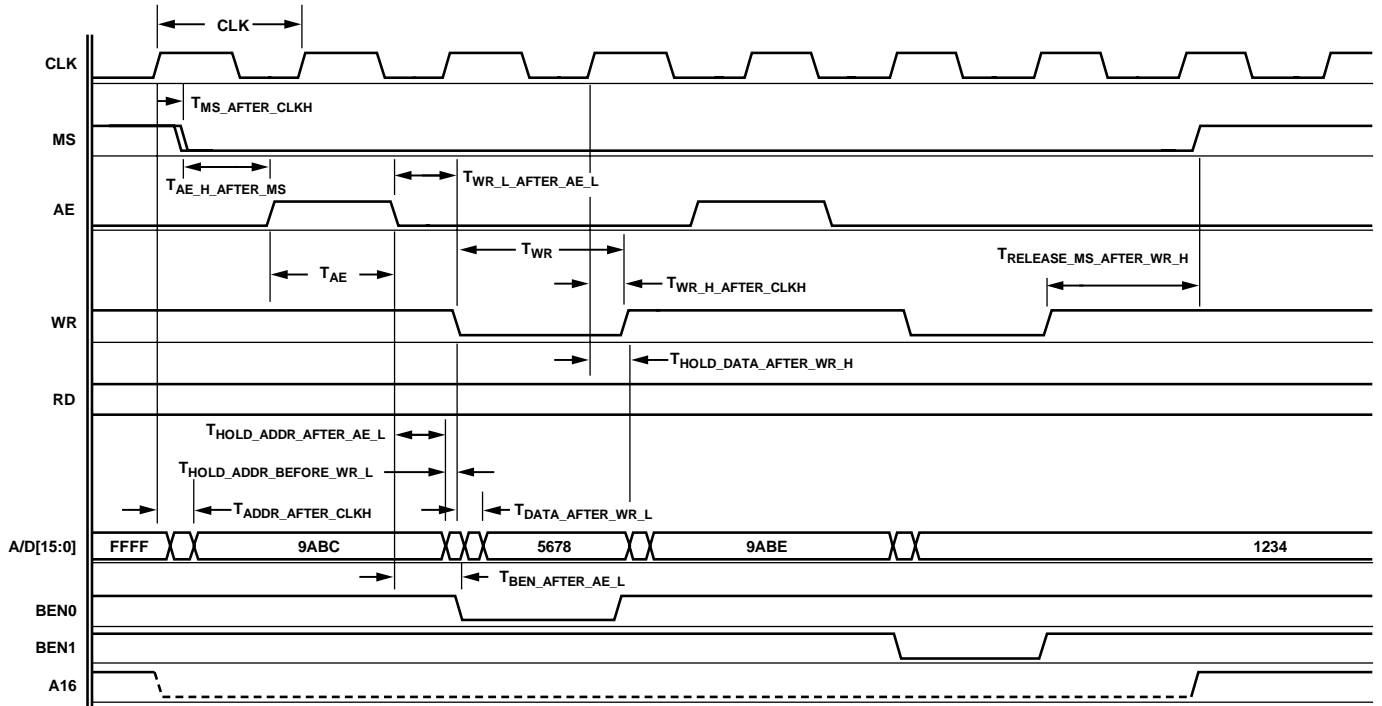 CLK
CLK
T_MS_AFTER_CLKH
MS
T_AE_H_AFTER_MS
T_WR_L_AFTER_AE_L
AE
T_WR
T_RELEASE_MS_AFTER_WR_H
T_AE
T_WR_H_AFTER_CLKH
WR
T_HOLD_DATA_AFTER_WR_H
RD
T_HOLD_ADDR_AFTER_AE_L
T_HOLD_ADDR_BEFORE_WR_L
T_ADDR_AFTER_CLKH
T_DATA_AFTER_WR_L
A/D[15:0] FFFF 9ABC 5678 9ABE 1234
T_BEN_AFTER_AE_L
BEN0
BEN1
A16